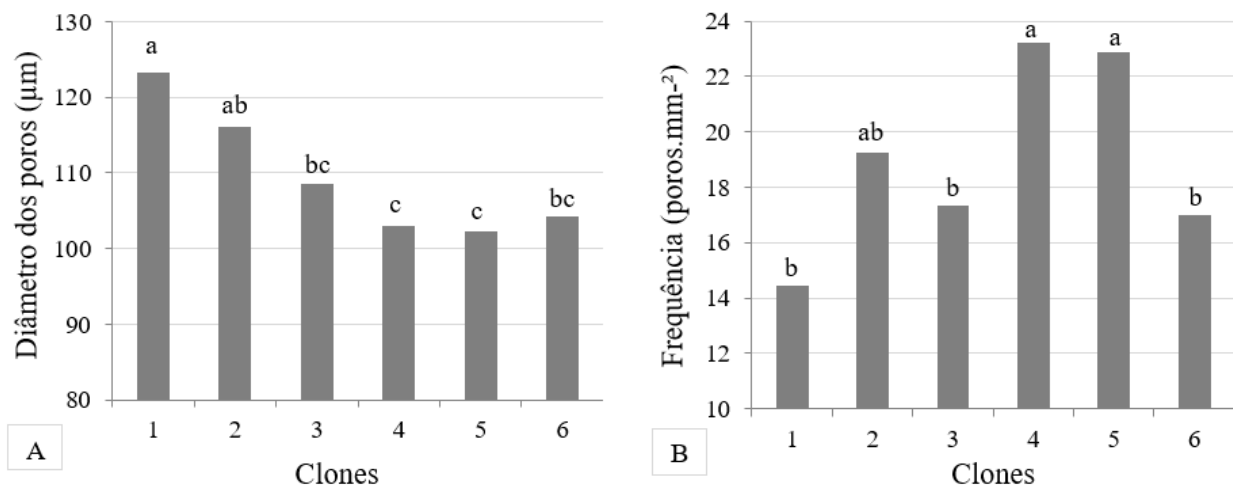 Diâmetro dos poros (µm)
130
120
110
100
90
80
a
ab
bc
c
c
bc
1 2 3 4 5 6
Clones
A
Frequência (poros.mm-²)
24
22
20
18
16
14
12
10
b
ab
b
a
a
b
1 2 3 4 5 6
Clones
B